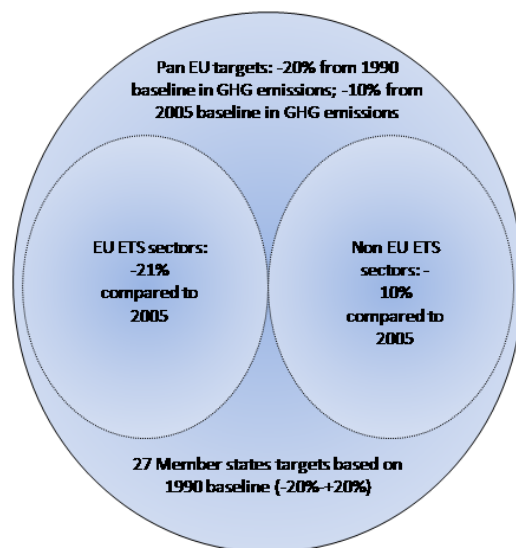 Pan EU targets: -20% from 1990
baseline in GHG emissions; -10% from
2005 baseline in GHG emissions
EU ETS sectors:
-21%
compared to
2005
Non EU ETS
sectors: -
10%
compared to
2005
27 Member states targets based on
1990 baseline (-20%-+20%)